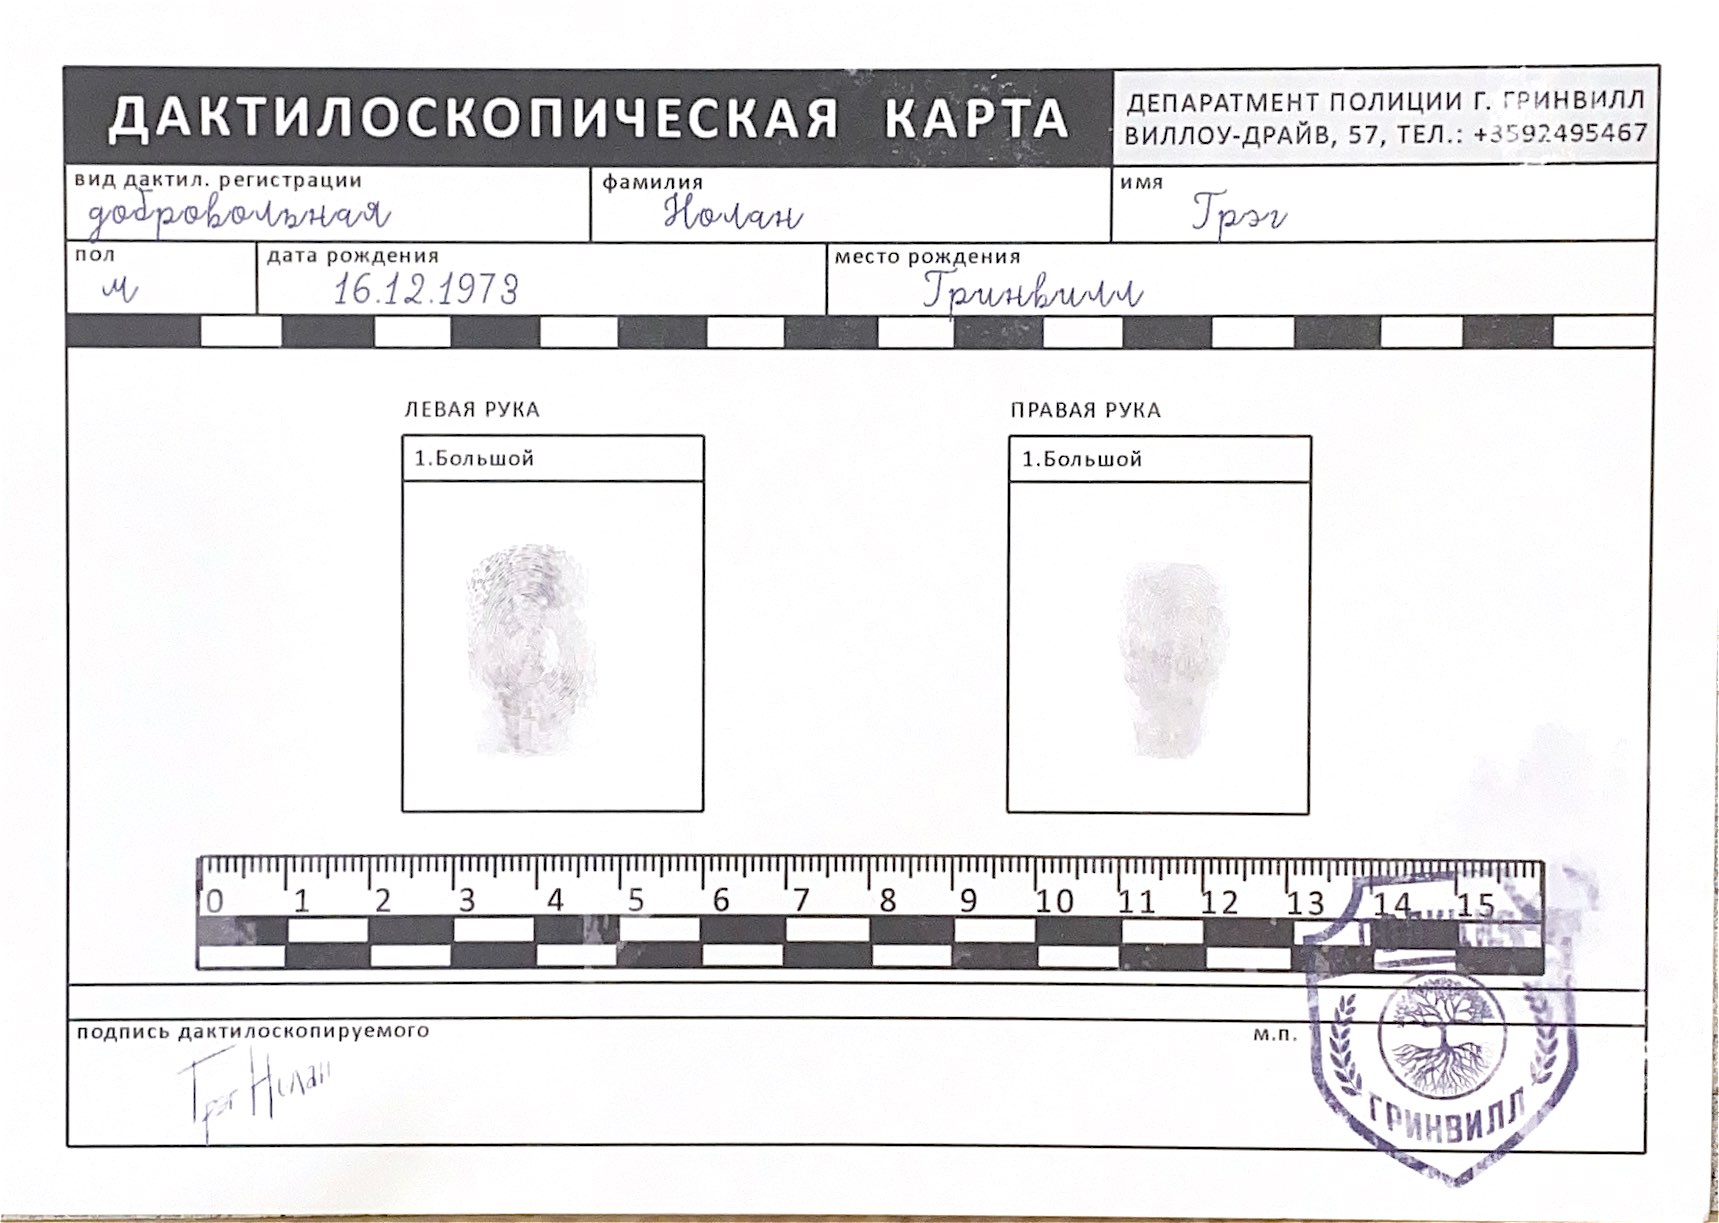 ДАКТИЛОСКОПИЧЕСКАЯ КАРТА
ДЕПАРАТМЕНТ ПОЛИЦИИ Г. ГРИНВИЛЛ
ВИЛЛОУ-ДРАЙВ, 57, ТЕЛ.: +3592495467
вид дактил. регистрации
добровольная
фамилия
Нолан
имя
Грэг
пол
м
дата рождения
16.12.1973
место рождения
Гринвилл
ЛЕВАЯ РУКА
ПРАВАЯ РУКА
1.Большой
1.Большой
0 1 2 3 4 5 6 7 8 9 10 11 12 13 14 15
подпись дактилоскопируемого
Грэг Нолан
м.п.
ГРИНВИЛЛ